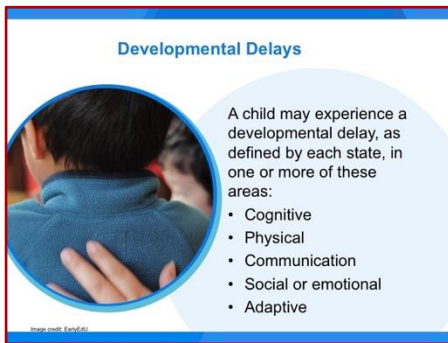 Developmental Delays
A child may experience a
developmental delay, as
defined by each state, in
one or more of these
areas:
• Cognitive
• Physical
• Communication
• Social or emotional
• Adaptive
Image credit: EarlyEdU